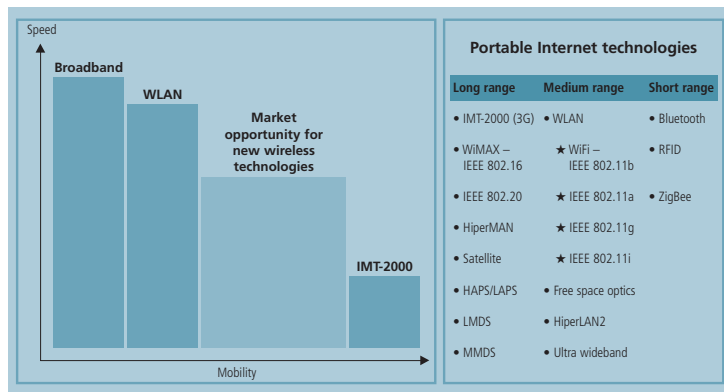 Speed
Broadband
WLAN
Market
opportunity for
new wireless
technologies
IMT-2000
Mobility
Portable Internet technologies
Long range Medium range Short range
• IMT-2000 (3G) • WLAN • Bluetooth
• WiMAX – ★ WiFi – • RFID
IEEE 802.16 IEEE 802.11b
• IEEE 802.20 ★ IEEE 802.11a • ZigBee
• HiperMAN ★ IEEE 802.11g
• Satellite ★ IEEE 802.11i
• HAPS/LAPS • Free space optics
• LMDS • HiperLAN2
• MMDS • Ultra wideband